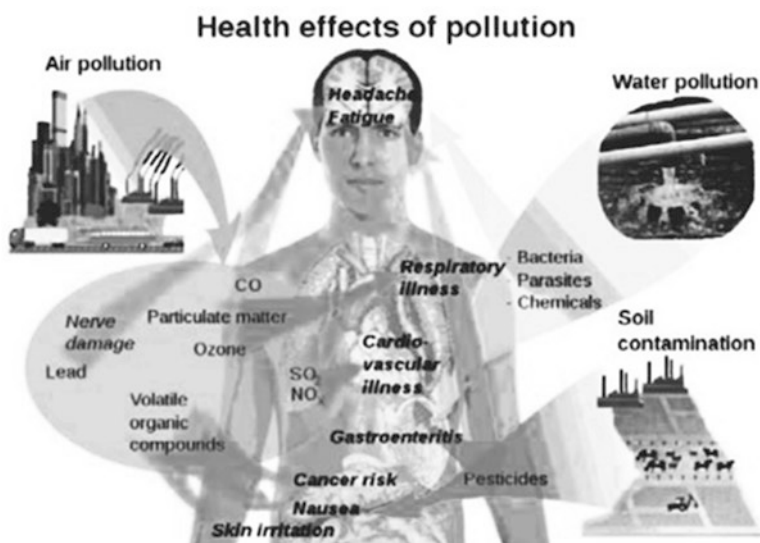 Health effects of pollution
Air pollution
Water pollution
Headache
Fatigue
CO
Particulate matter
Ozone
Nerve
damage
Lead
Volatile
organic
compounds
SO₂
NOₓ
Respiratory
illness
Cardio-
vascular
illness
Gastroenteritis
Cancer risk
Nausea
Skin irritation
- Bacteria
Parasites
- Chemicals
Soil
contamination
Pesticides